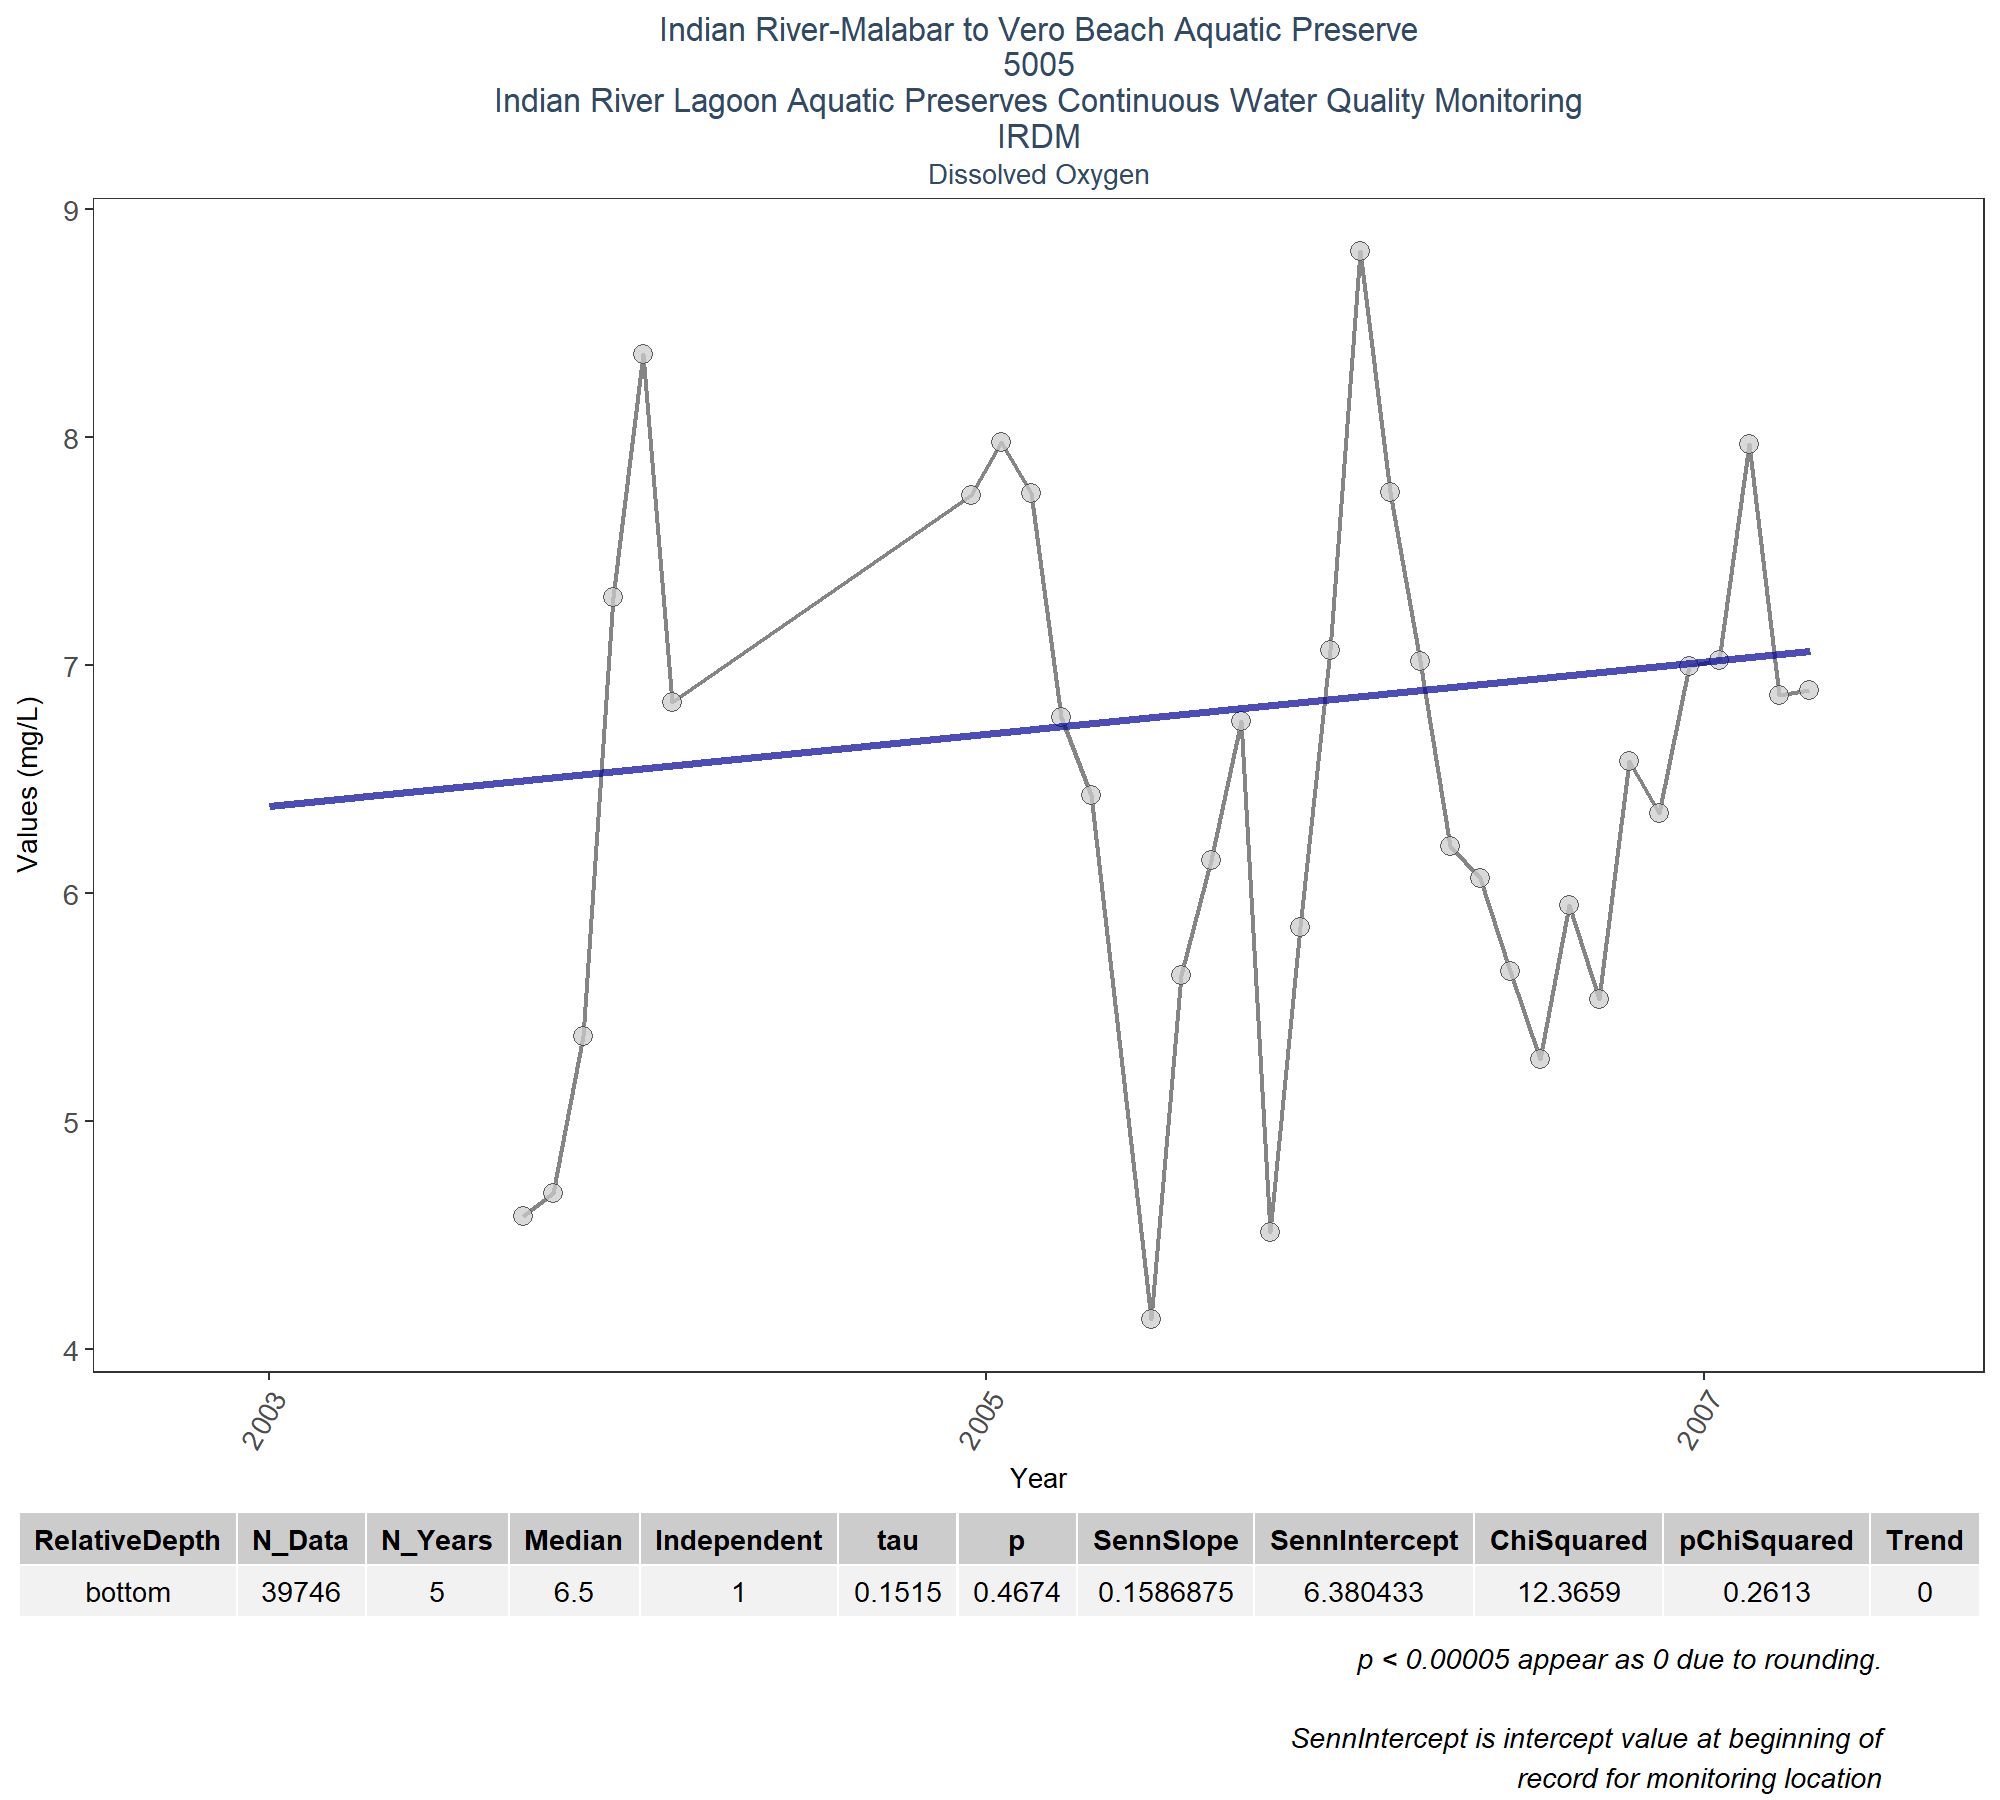 Indian River-Malabar to Vero Beach Aquatic Preserve
5005
Indian River Lagoon Aquatic Preserves Continuous Water Quality Monitoring
IRDM
Dissolved Oxygen
9
8
7
6
5
4
Values (mg/L)
2003 2005 2007
Year
RelativeDepth N_Data N_Years Median Independent tau p SennSlope SennIntercept ChiSquared pChiSquared Trend
bottom 39746 5 6.5 1 0.1515 0.4674 0.1586875 6.380433 12.3659 0.2613 0
p < 0.00005 appear as 0 due to rounding.
SennIntercept is intercept value at beginning of
record for monitoring location